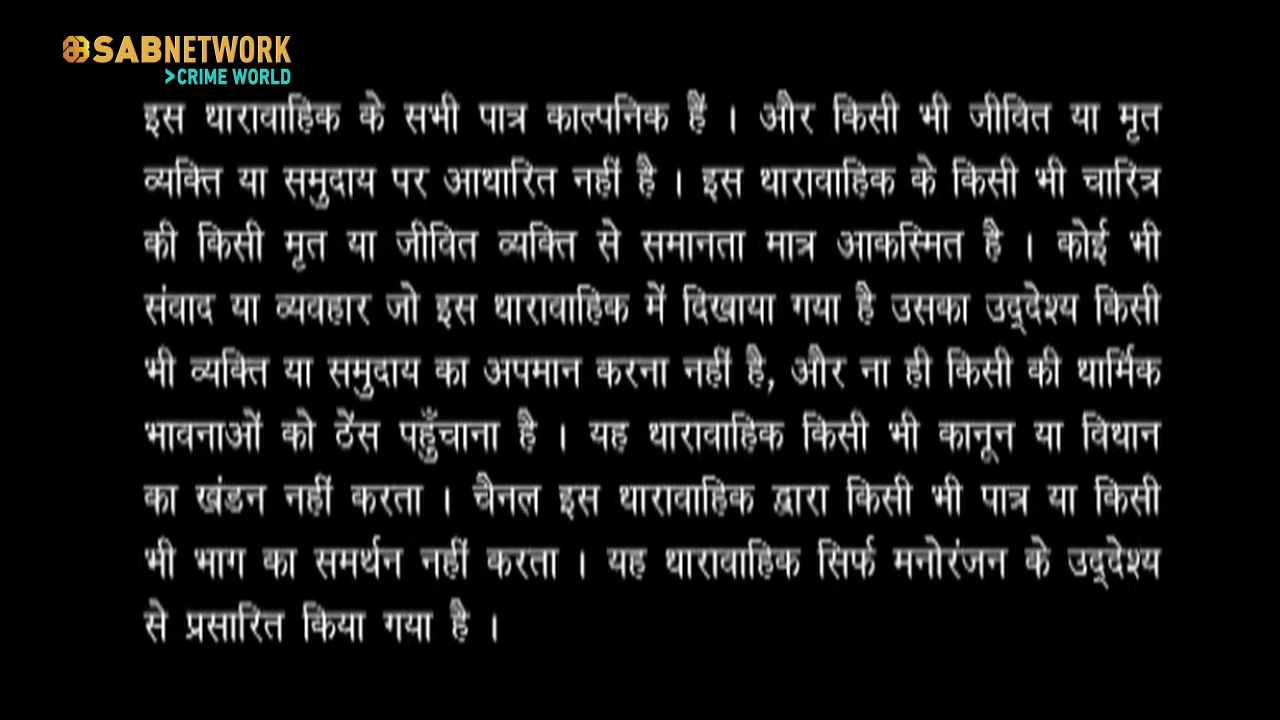 SABNETWORK
>CRIME WORLD
इस धारावाहिक के सभी पात्र काल्पनिक हैं । और किसी भी जीवित या मृत
व्यक्ति या समुदाय पर आधारित नहीं है । इस धारावाहिक के किसी भी चारित्र
की किसी मृत या जीवित व्यक्ति से समानता मात्र आकस्मित है । कोई भी
संवाद या व्यवहार जो इस धारावाहिक में दिखाया गया है उसका उद्देश्य किसी
भी व्यक्ति या समुदाय का अपमान करना नहीं है, और ना ही किसी की धार्मिक
भावनाओं को ठेंस पहुँचाना है । यह धारावाहिक किसी भी कानून या विधान
का खंडन नहीं करता । चैनल इस धारावाहिक द्वारा किसी भी पात्र या किसी
भी भाग का समर्थन नहीं करता । यह धारावाहिक सिर्फ मनोरंजन के उद्देश्य
से प्रसारित किया गया है ।